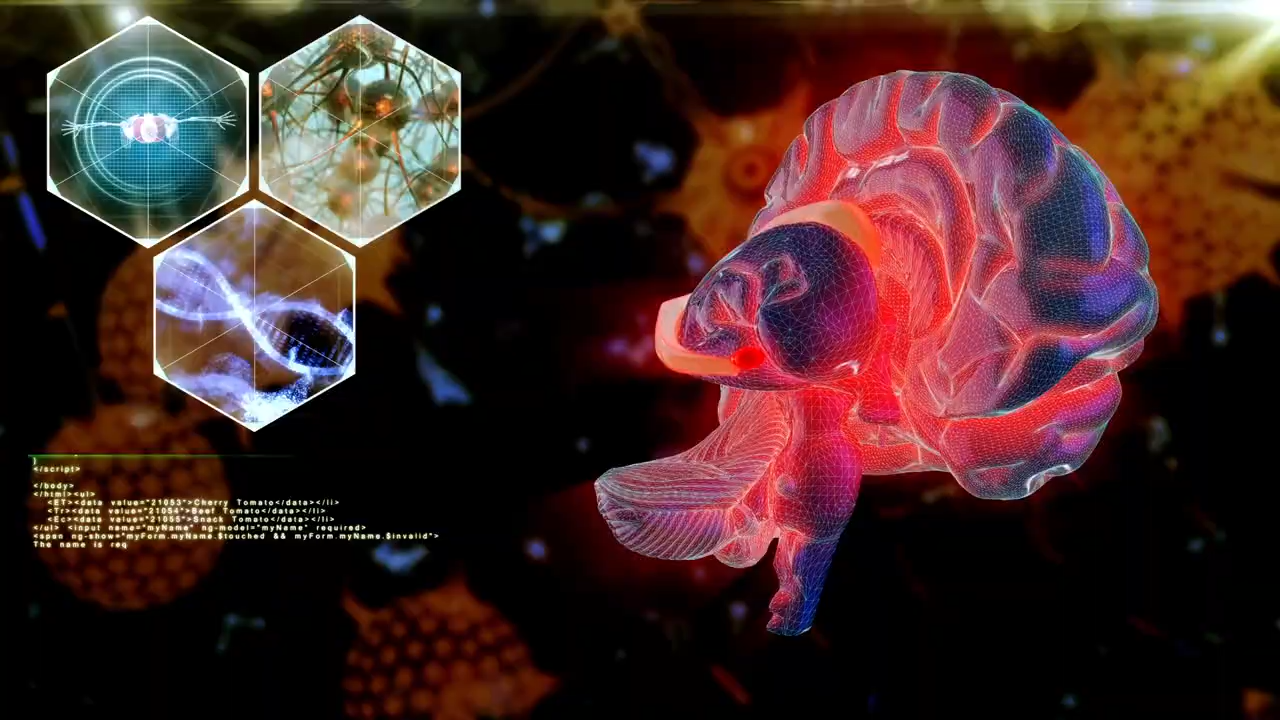 }
</script>
</body>
</html><ul>
<ET><data value="21053">Cherry Tomato</data></li>
<Tr><data value="21054">Beef Tomato</data></li>
<Ec><data value="21055">Snack Tomato</data></li>
</ul> <input name="myName" ng-model="myName" required>
<span ng-show="myForm.myName.$touched && myForm.myName.$invalid">
The name is req